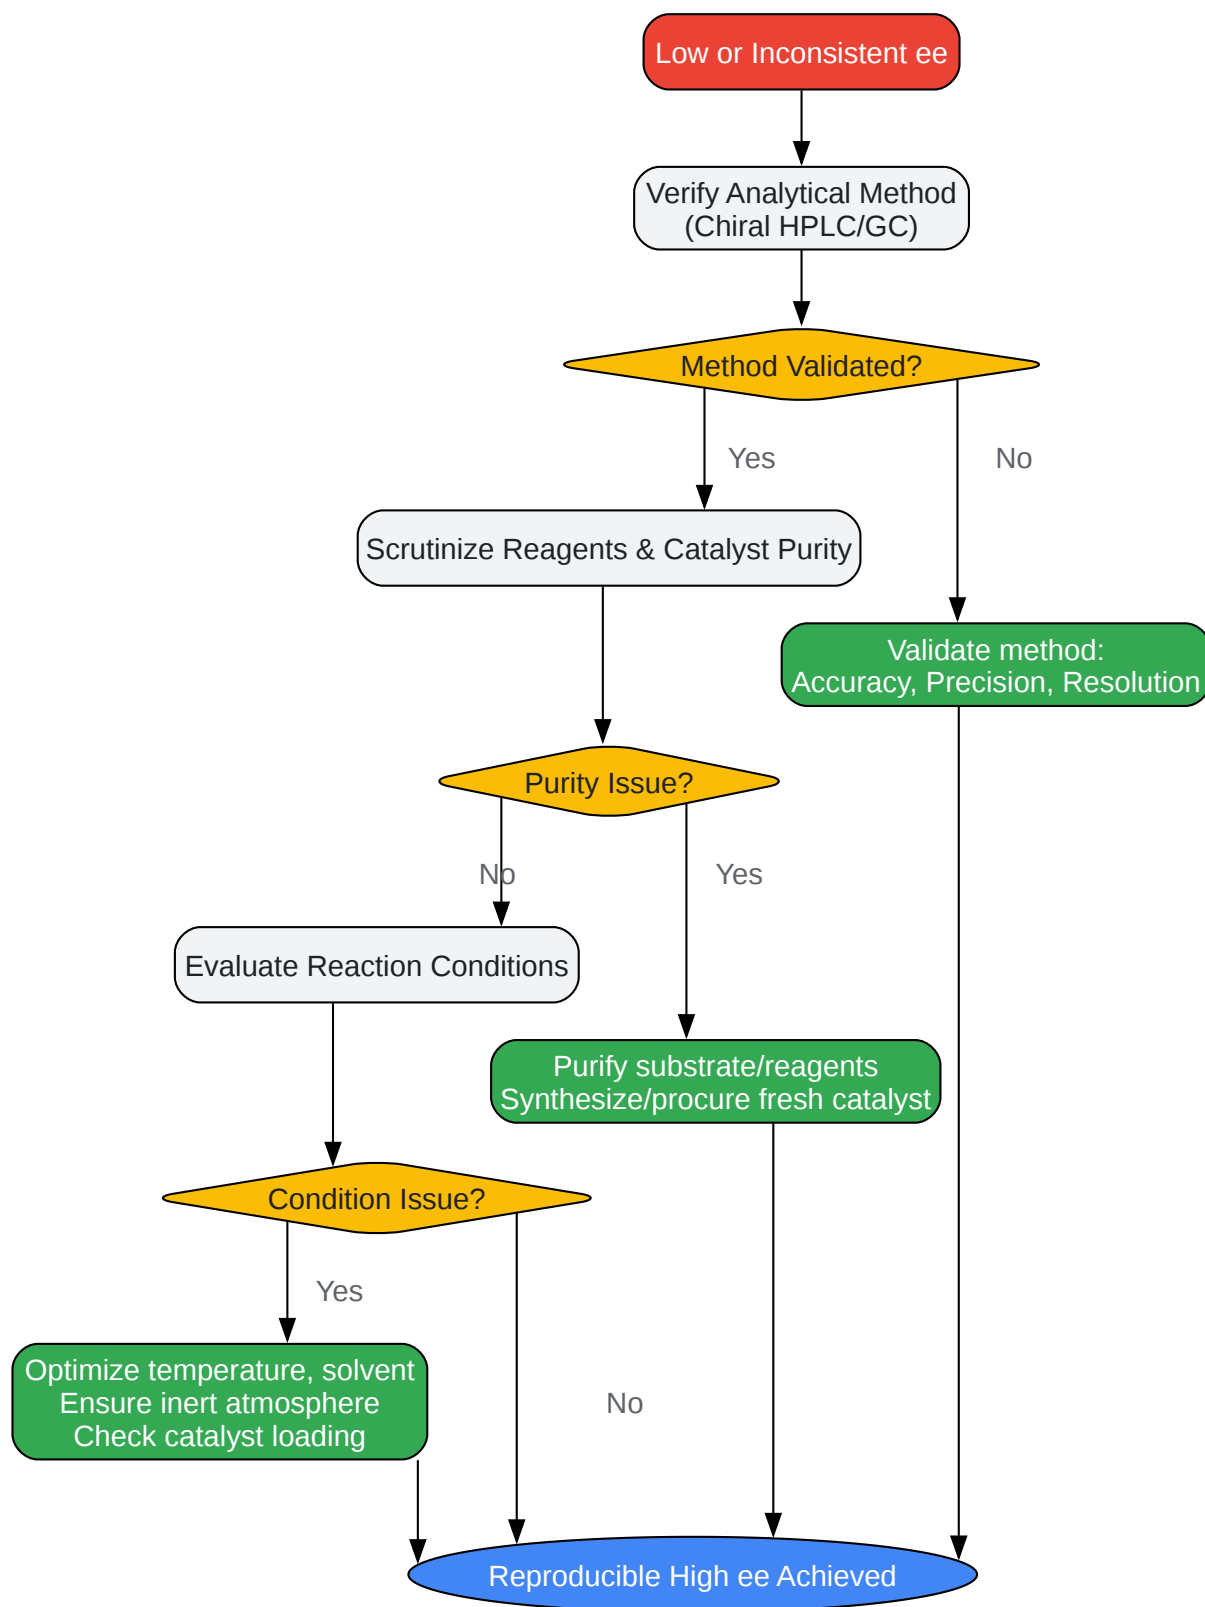 Low or Inconsistent ee
Verify Analytical Method
(Chiral HPLC/GC)
Method Validated?
Yes
No
Scrutinize Reagents & Catalyst Purity
Validate method:
Accuracy, Precision, Resolution
Purity Issue?
No
Yes
Evaluate Reaction Conditions
Purify substrate/reagents
Synthesize/procure fresh catalyst
Condition Issue?
Yes
Optimize temperature, solvent
Ensure inert atmosphere
Check catalyst loading
No
Reproducible High ee Achieved